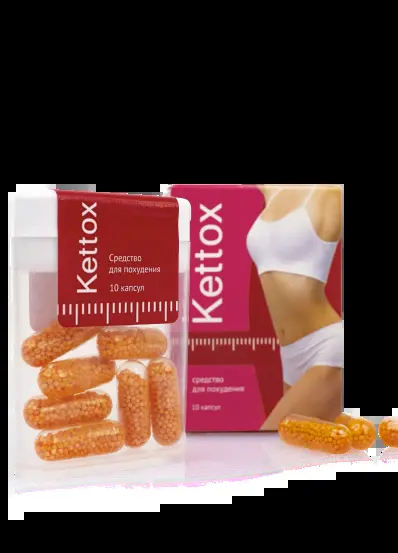 Kettox
Средство
для похудения
10 капсул
Kettox
средство
для похудения
10 капсул